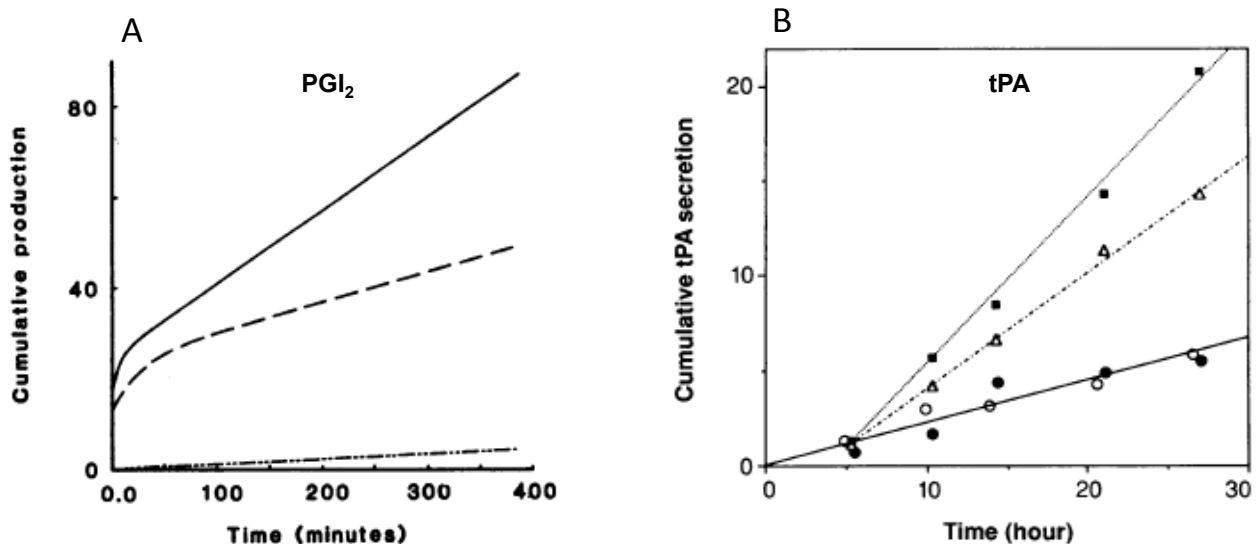 A
PGI₂
Cumulative production
80
40
0
0.0 100 200 300 400
Time (minutes)
B
tPA
Cumulative tPA secretion
20
10
0
0 10 20 30
Time (hour)